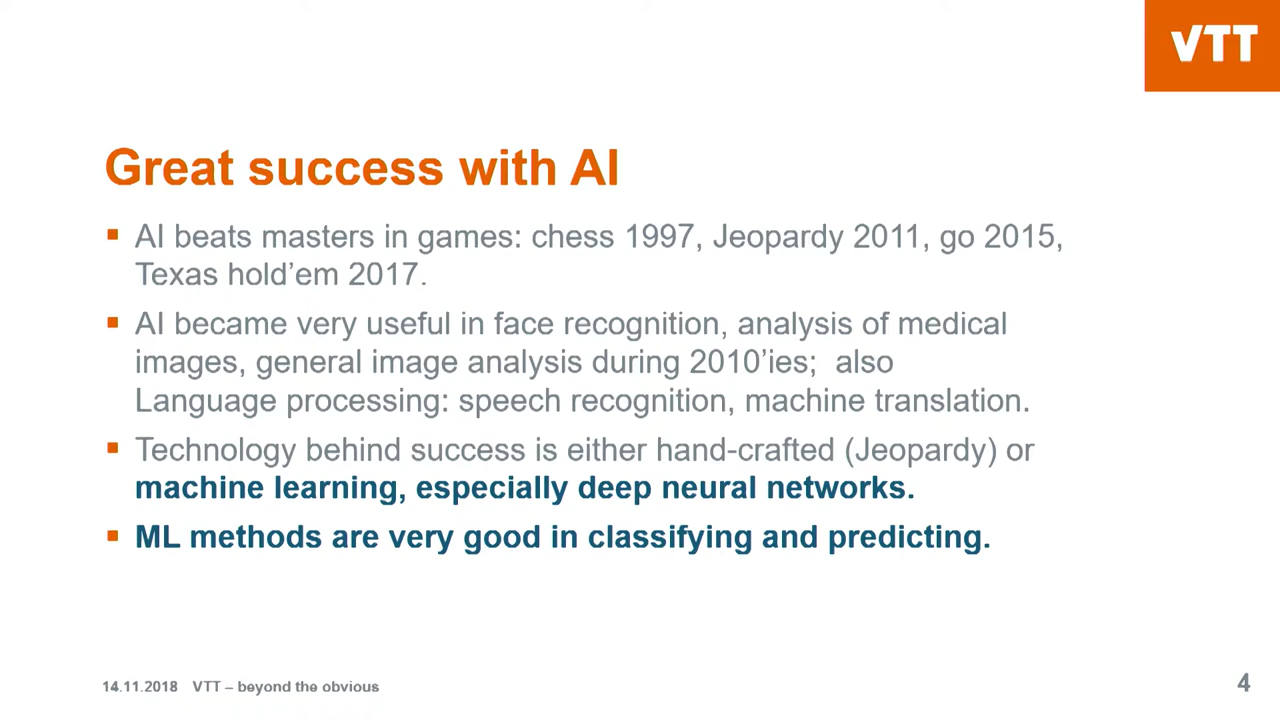 VTT
Great success with AI
▪ AI beats masters in games: chess 1997, Jeopardy 2011, go 2015,
Texas hold’em 2017.
▪ AI became very useful in face recognition, analysis of medical
images, general image analysis during 2010’ies;  also
Language processing: speech recognition, machine translation.
▪ Technology behind success is either hand-crafted (Jeopardy) or
machine learning, especially deep neural networks.
▪ ML methods are very good in classifying and predicting.
14.11.2018 VTT – beyond the obvious
4